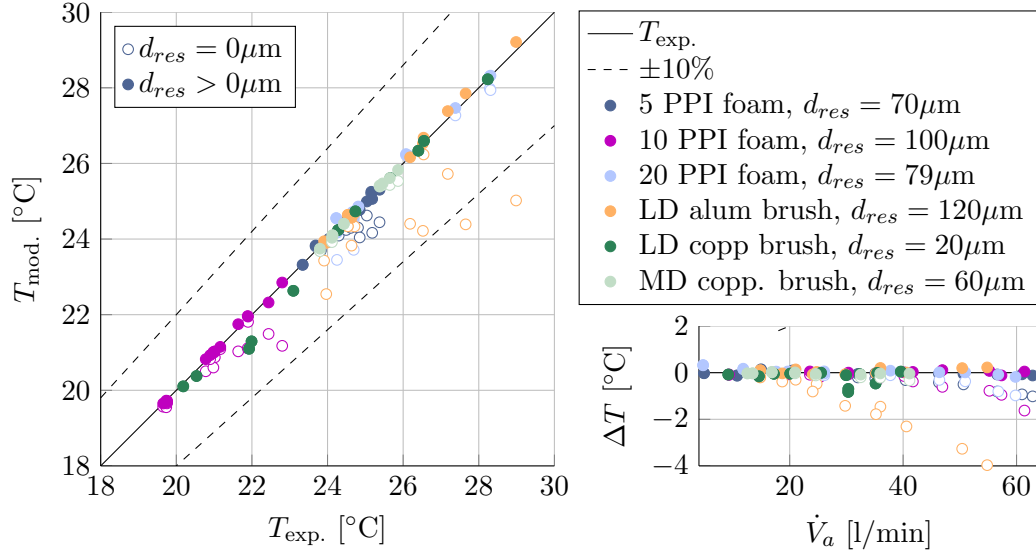 30
28
26
24
22
20
18
T_mod. [°C]
d_res = 0μm
d_res > 0μm
18 20 22 24 26 28 30
T_exp. [°C]
T_exp.
±10%
5 PPI foam, d_res = 70μm
10 PPI foam, d_res = 100μm
20 PPI foam, d_res = 79μm
LD alum brush, d_res = 120μm
LD copp brush, d_res = 20μm
MD copp. brush, d_res = 60μm
2
0
−2
−4
ΔT [°C]
20 40 60
V̇_a [l/min]